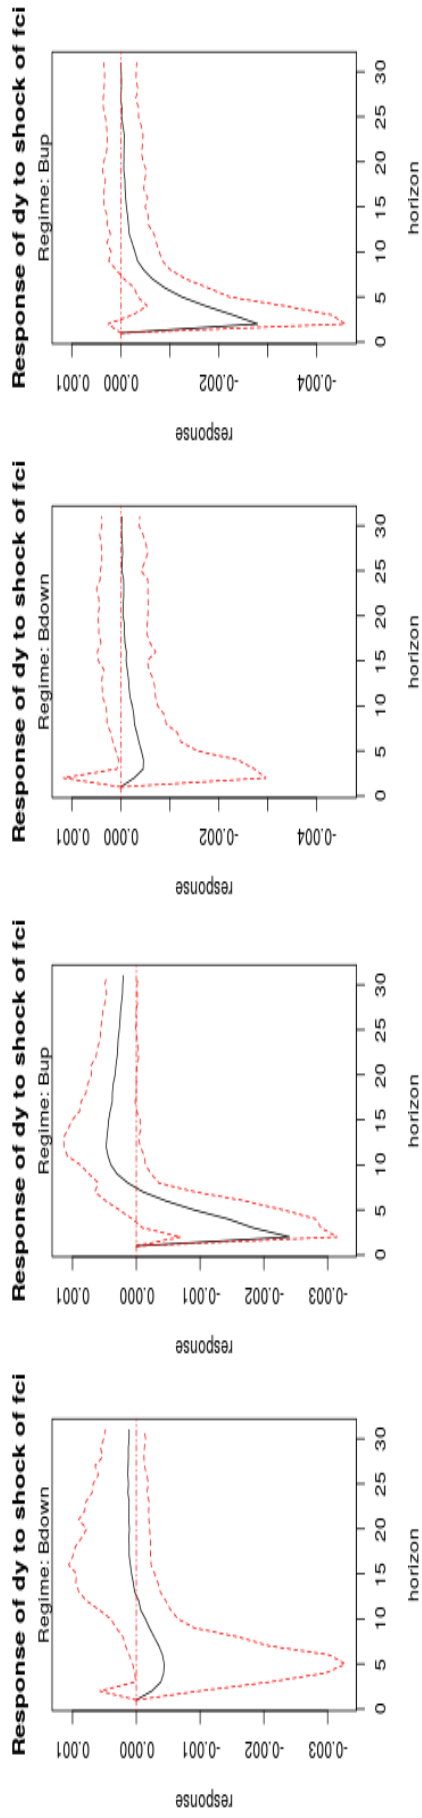 Response of dy to shock of fci
Regime: Bdown
response
0.001
0.000
-0.001
-0.002
-0.003
0 5 10 15 20 25 30
horizon
Response of dy to shock of fci
Regime: Bup
response
0.001
0.000
-0.001
-0.002
-0.003
0 5 10 15 20 25 30
horizon
Response of dy to shock of fci
Regime: Bdown
response
0.001
0.000
-0.002
-0.004
0 5 10 15 20 25 30
horizon
Response of dy to shock of fci
Regime: Bup
response
0.001
0.000
-0.002
-0.004
0 5 10 15 20 25 30
horizon